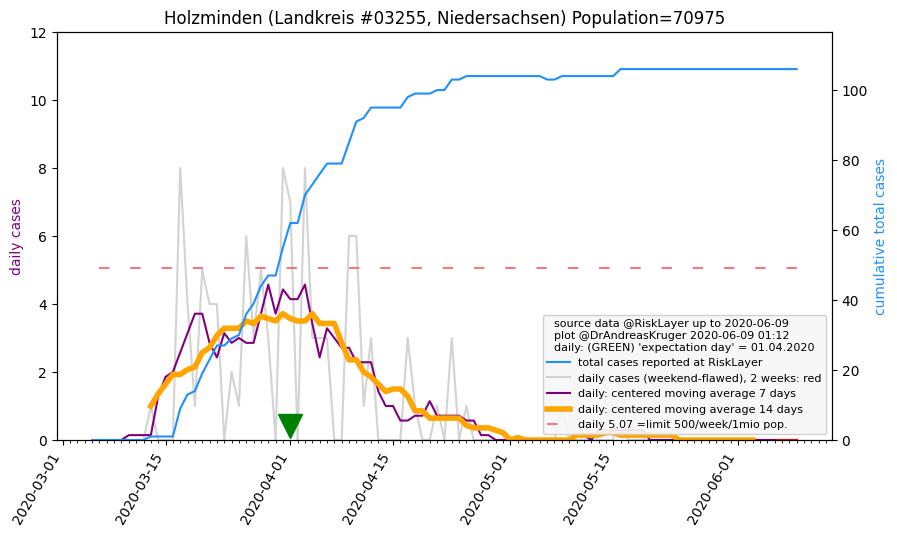 Holzminden (Landkreis #03255, Niedersachsen) Population=70975
12
10
8
6
4
2
0
daily cases
100
80
60
40
20
0
cumulative total cases
source data @RiskLayer up to 2020-06-09
plot @DrAndreasKruger 2020-06-09 01:12
daily: (GREEN) 'expectation day' = 01.04.2020
total cases reported at RiskLayer
daily cases (weekend-flawed), 2 weeks: red
daily: centered moving average 7 days
daily: centered moving average 14 days
daily 5.07 =limit 500/week/1mio pop.
2020-03-01
2020-03-15
2020-04-01
2020-04-15
2020-05-01
2020-05-15
2020-06-01